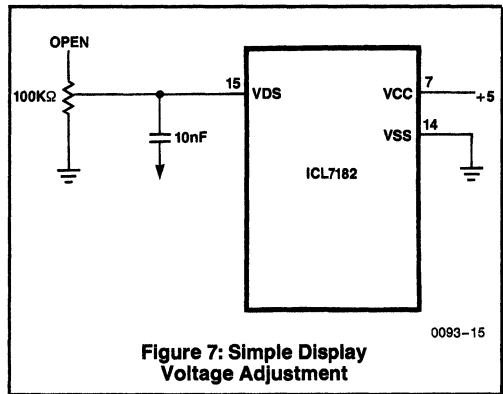 OPEN
100KΩ
10nF
15
VDS
VCC
7
+5
VSS
14
ICL7182
0093-15
Figure 7: Simple Display
Voltage Adjustment